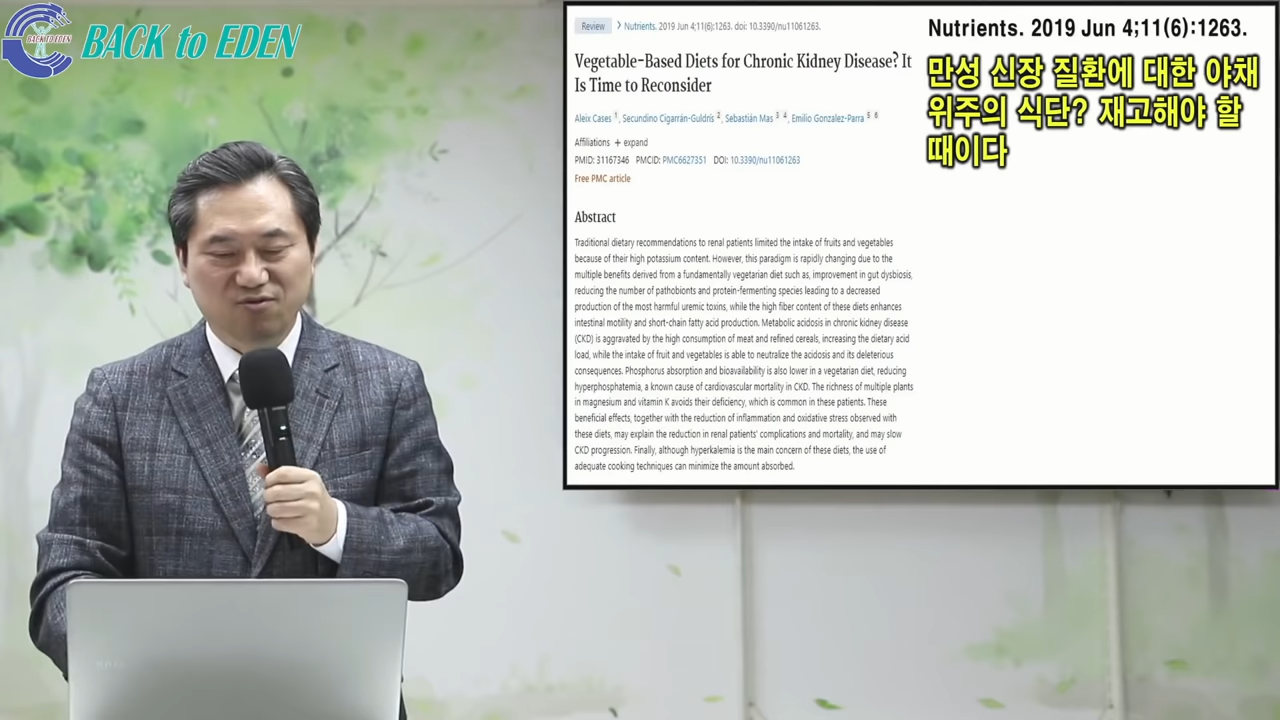 BACK to EDEN
BACK TO EDEN
Review
Nutrients. 2019 Jun 4;11(6):1263. doi: 10.3390/nu11061263.
Vegetable-Based Diets for Chronic Kidney Disease? It
Is Time to Reconsider
Aleix Cases 1, Secundino Cigarrán-Guldrís 2, Sebastián Mas 3 4, Emilio Gonzalez-Parra 5 6
Affiliations + expand
PMID: 31167346 PMCID: PMC6627351 DOI: 10.3390/nu11061263
Free PMC article
Abstract
Traditional dietary recommendations to renal patients limited the intake of fruits and vegetables
because of their high potassium content. However, this paradigm is rapidly changing due to the
multiple benefits derived from a fundamentally vegetarian diet such as, improvement in gut dysbiosis,
reducing the number of pathobionts and protein-fermenting species leading to a decreased
production of the most harmful uremic toxins, while the high fiber content of these diets enhances
intestinal motility and short-chain fatty acid production. Metabolic acidosis in chronic kidney disease
(CKD) is aggravated by the high consumption of meat and refined cereals, increasing the dietary acid
load, while the intake of fruit and vegetables is able to neutralize the acidosis and its deleterious
consequences. Phosphorus absorption and bioavailability is also lower in a vegetarian diet, reducing
hyperphosphatemia, a known cause of cardiovascular mortality in CKD. The richness of multiple plants
in magnesium and vitamin K avoids their deficiency, which is common in these patients. These
beneficial effects, together with the reduction of inflammation and oxidative stress observed with
these diets, may explain the reduction in renal patients' complications and mortality, and may slow
CKD progression. Finally, although hyperkalemia is the main concern of these diets, the use of
adequate cooking techniques can minimize the amount absorbed.
Nutrients. 2019 Jun 4;11(6):1263.
만성 신장 질환에 대한 야채
위주의 식단? 재고해야 할
때이다